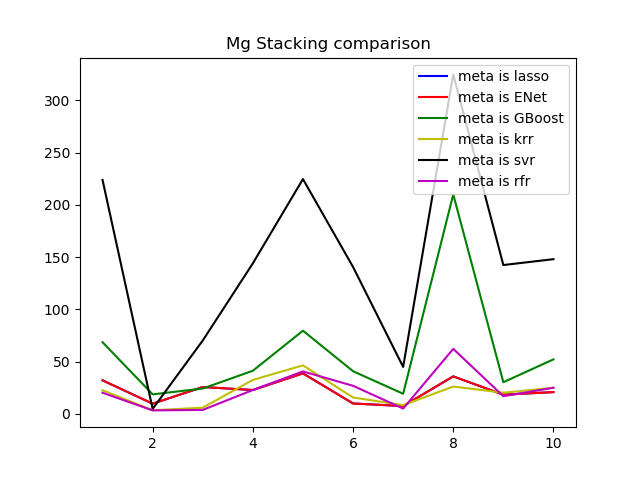 Mg Stacking comparison
meta is lasso
meta is ENet
meta is GBoost
meta is krr
meta is svr
meta is rfr
300
250
200
150
100
50
0
2 4 6 8 10